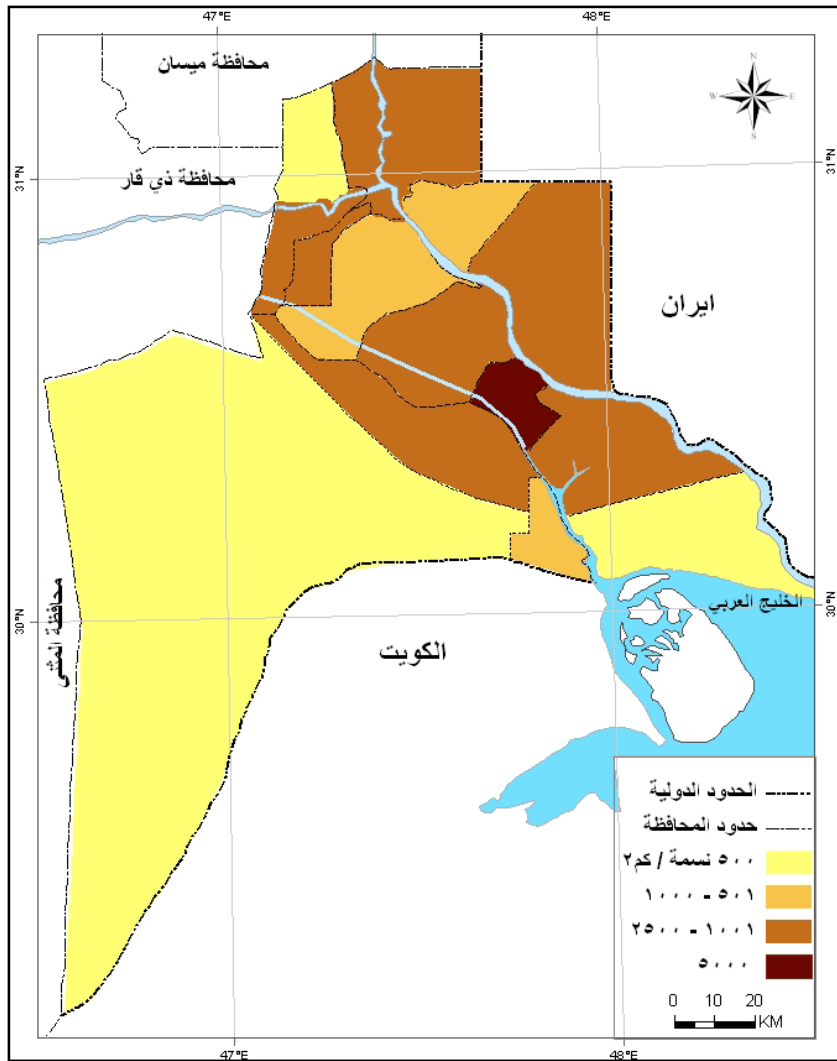 47°E
48°E
محافظة ميسان
N
W
E
S
31°N
31°N
محافظة ذي قار
ايران
محافظة المثنى
30°N
30°N
الخليج العربي
الكويت
الحدود الدولية
حدود المحافظة
٥٠٠ نسمة / كم٢
٥٠١ - ١٠٠٠
١٠٠١ - ٢٥٠٠
٥٠٠٠
0 10 20
KM
47°E
48°E